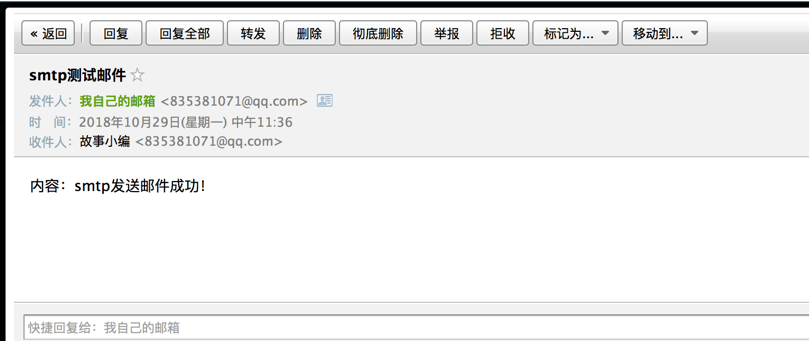 « 返回 回复 回复全部 转发 删除 彻底删除 举报 拒收 标记为... 移动到...
smtp测试邮件
发件人：我自己的邮箱 <835381071@qq.com>
时　间：2018年10月29日(星期一) 中午11:36
收件人：故事小编 <835381071@qq.com>
内容：smtp发送邮件成功！
快捷回复给：我自己的邮箱